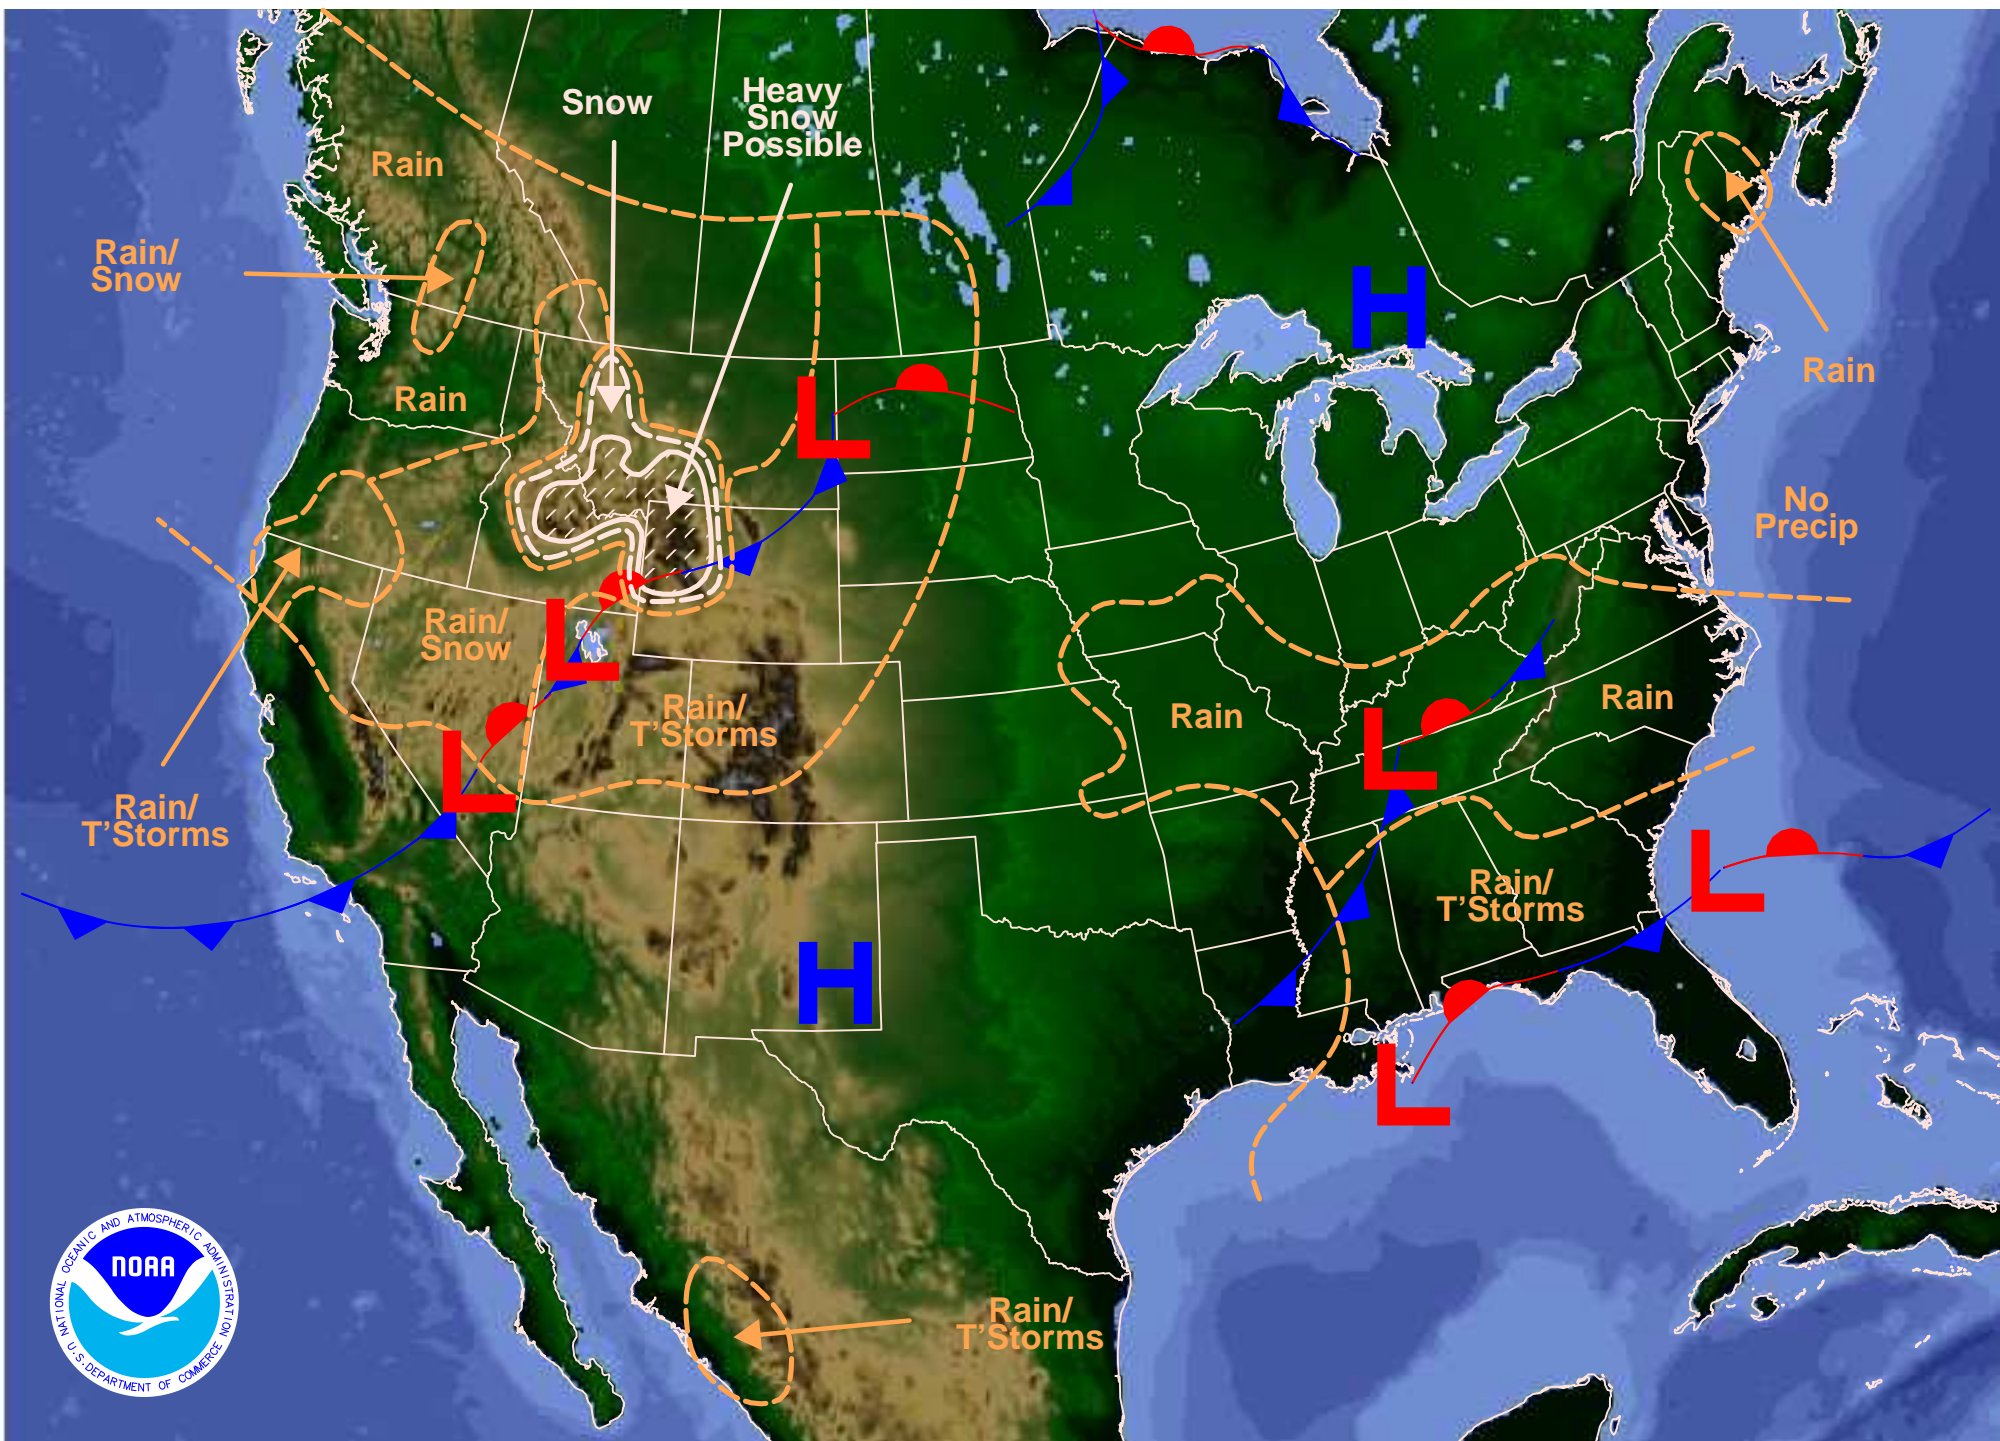 Snow
Heavy
Snow
Possible
Rain
Rain/
Snow
Rain
H
Rain
L
No
Precip
Rain/
Snow
L
Rain/
T'Storms
Rain
Rain
L
L
Rain/
T'Storms
L
Rain/
T'Storms
H
L
NATIONAL OCEANIC AND ATMOSPHERIC ADMINISTRATION
NOAA
U.S. DEPARTMENT OF COMMERCE
Rain/
T'Storms